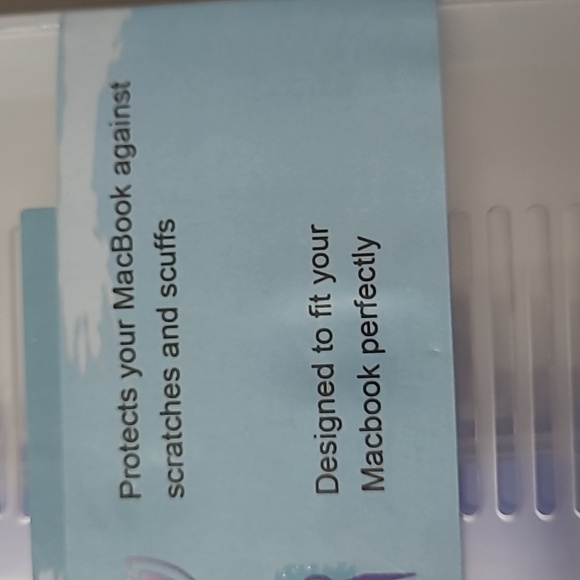 Protects your MacBook against
scratches and scuffs
Designed to fit your
Macbook perfectly